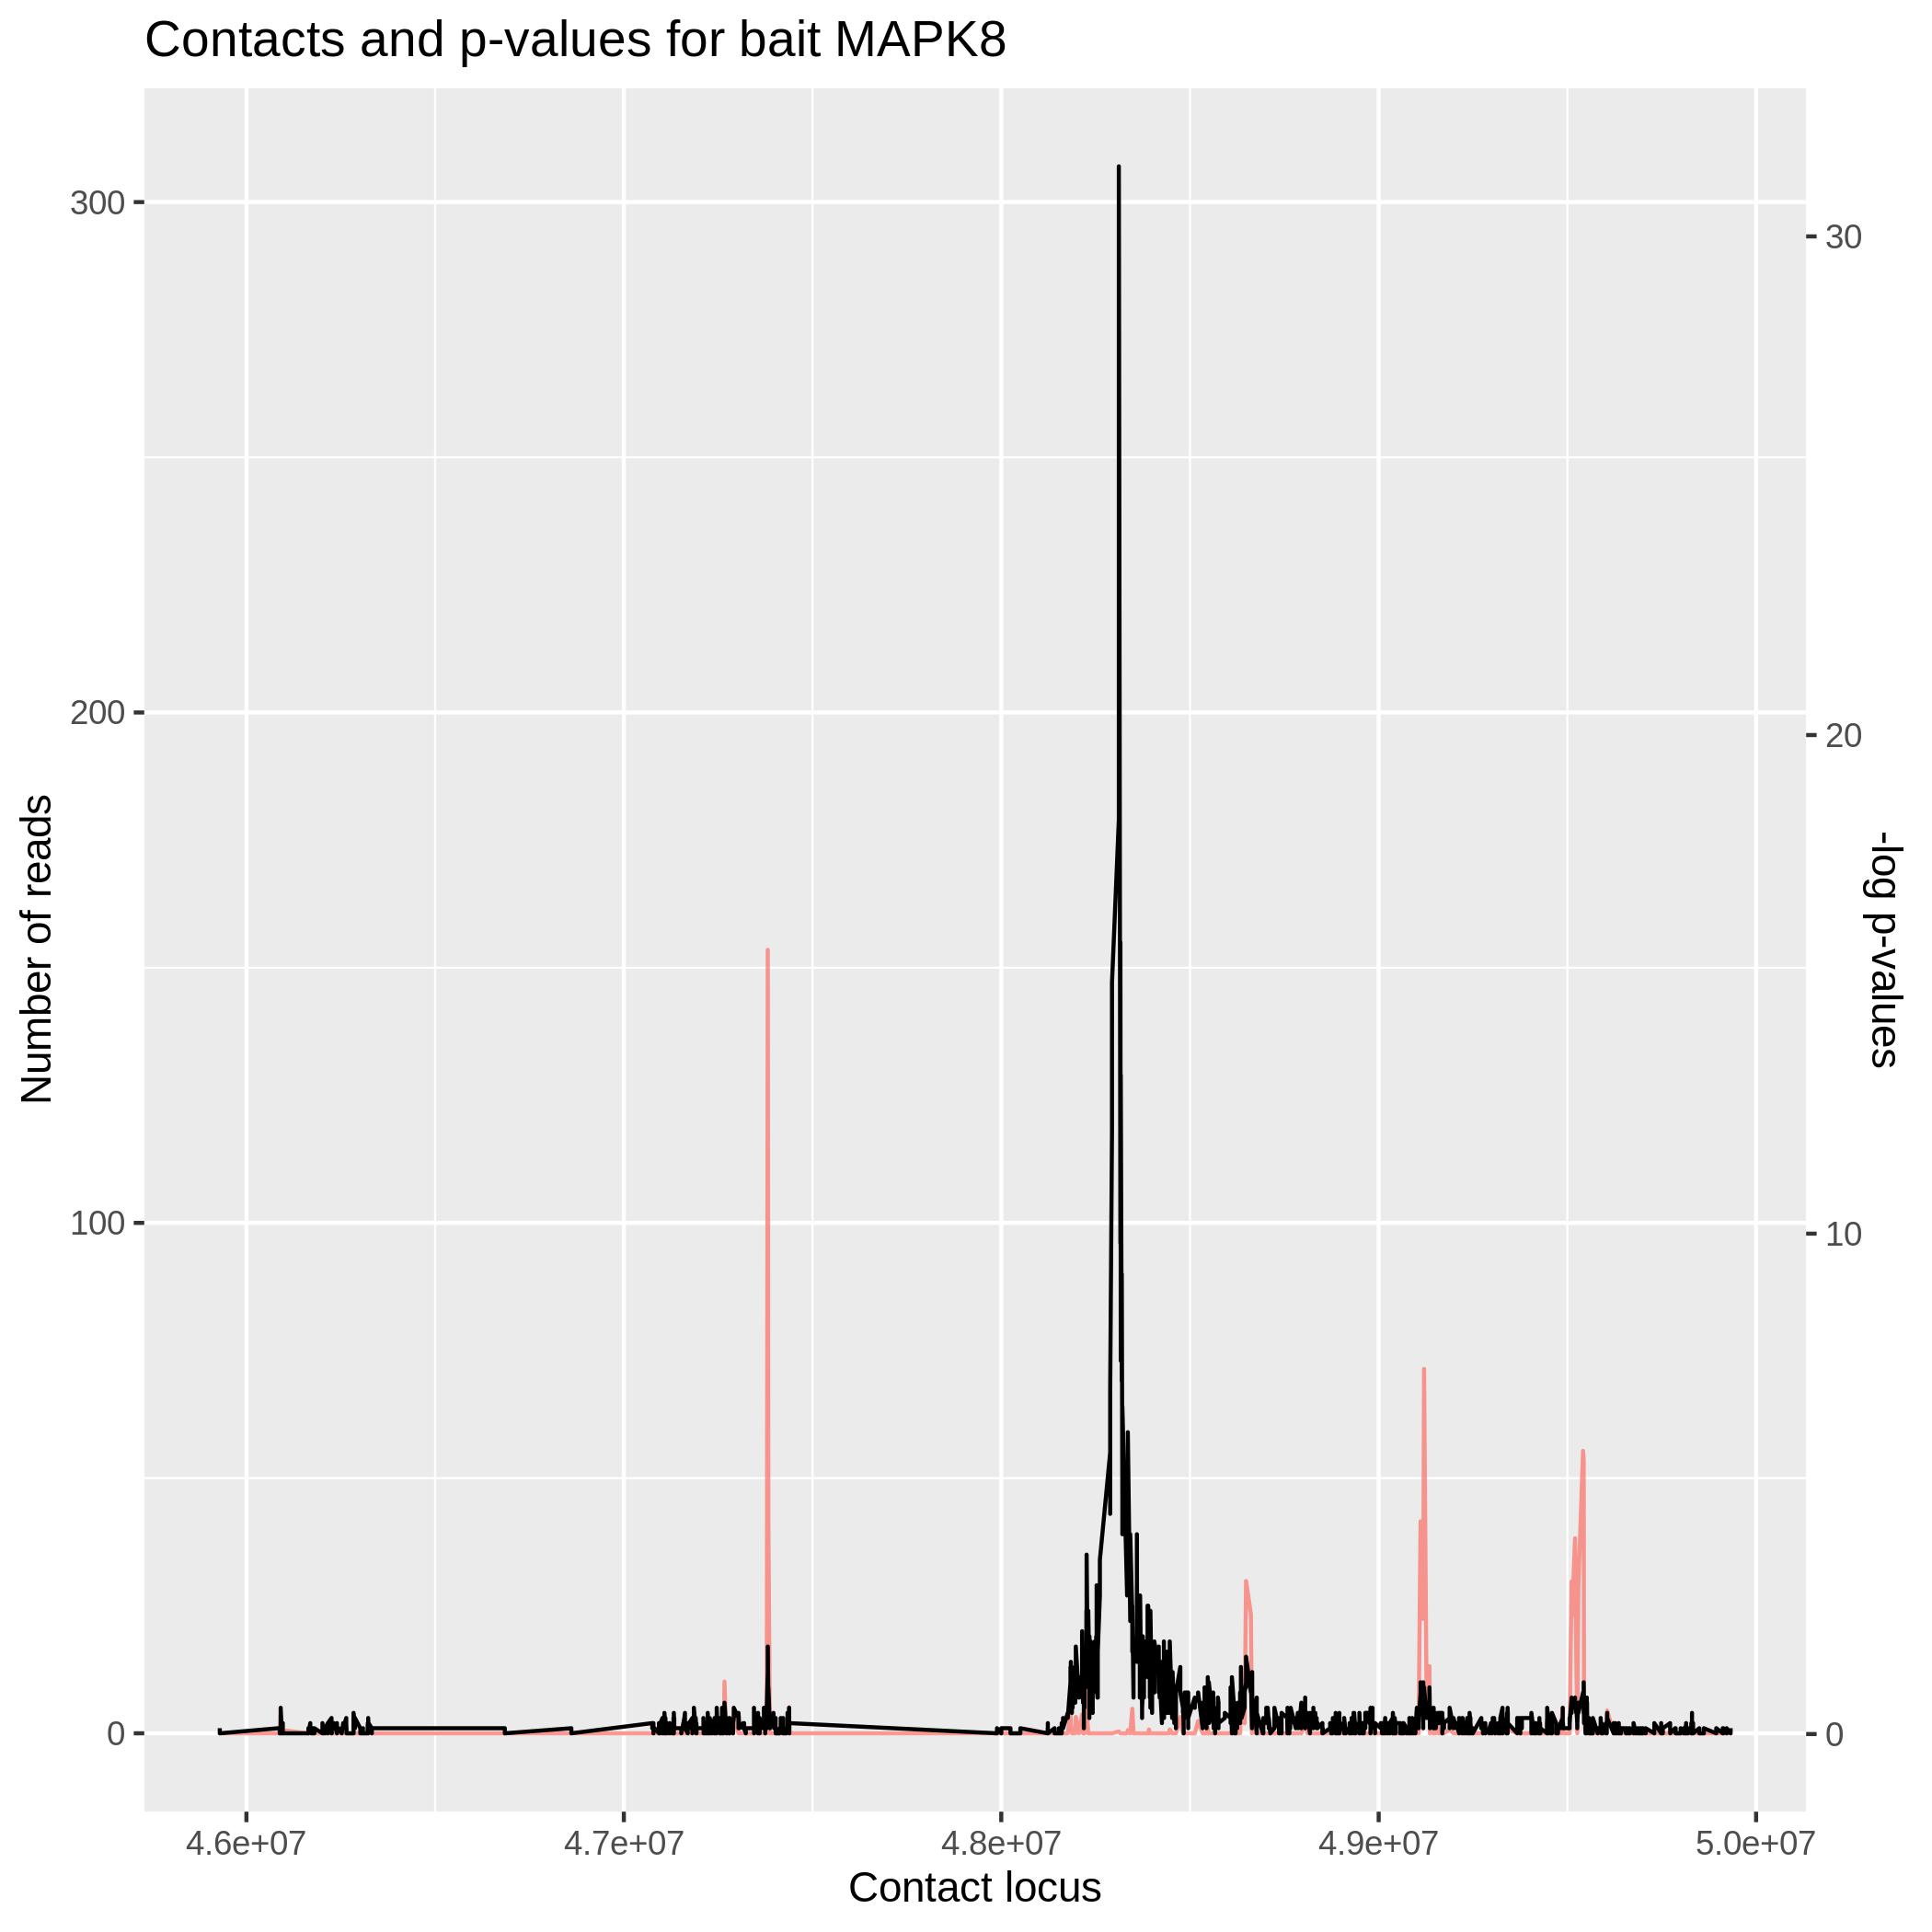 Contacts and p-values for bait MAPK8
300
200
100
0
Number of reads
30
20
10
0
-log p-values
4.6e+07
4.7e+07
4.8e+07
4.9e+07
5.0e+07
Contact locus